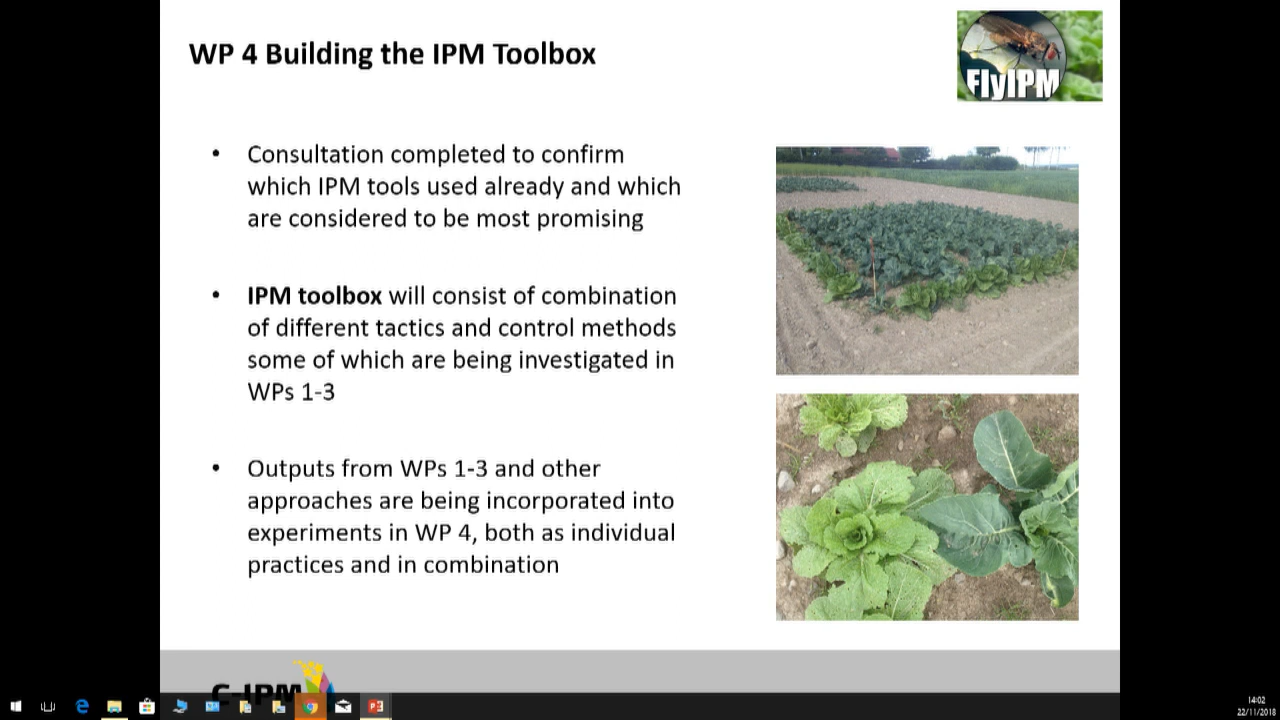 WP 4 Building the IPM Toolbox
FlyIPM
• Consultation completed to confirm
which IPM tools used already and which
are considered to be most promising
• IPM toolbox will consist of combination
of different tactics and control methods
some of which are being investigated in
WPs 1-3
• Outputs from WPs 1-3 and other
approaches are being incorporated into
experiments in WP 4, both as individual
practices and in combination
C-IPM
14:02
22/11/2018